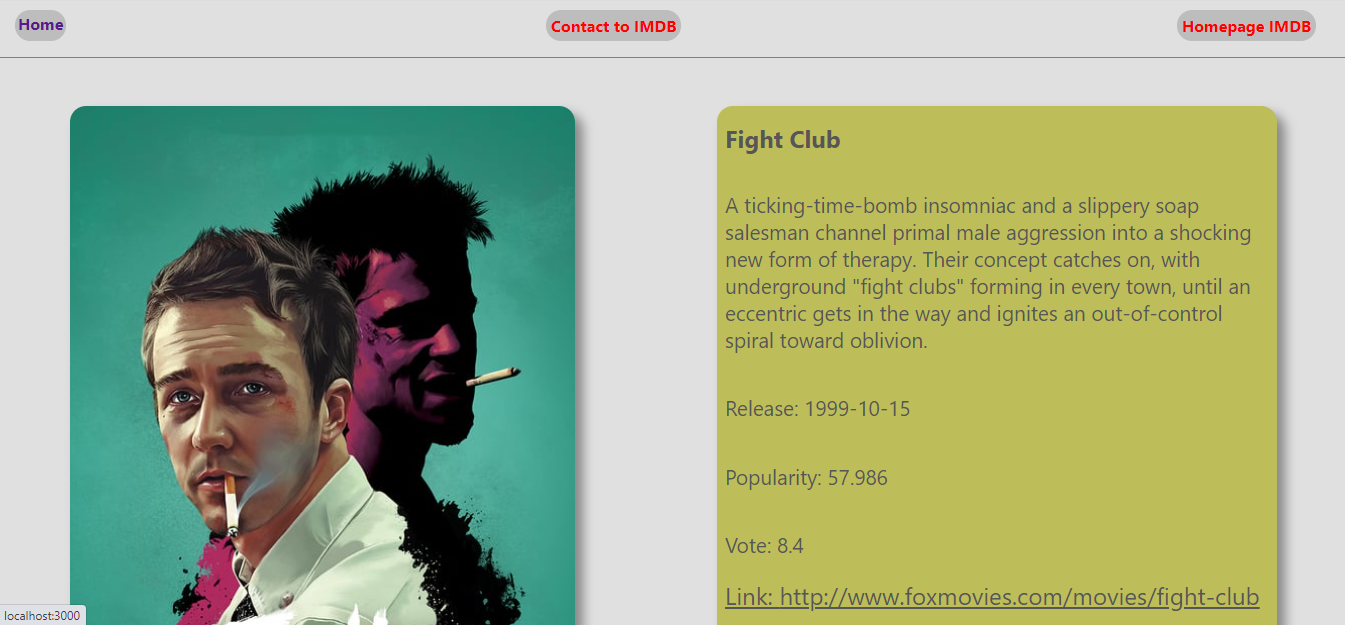 Home
Contact to IMDB
Homepage IMDB
Fight Club
A ticking-time-bomb insomniac and a slippery soap
salesman channel primal male aggression into a shocking
new form of therapy. Their concept catches on, with
underground "fight clubs" forming in every town, until an
eccentric gets in the way and ignites an out-of-control
spiral toward oblivion.
Release: 1999-10-15
Popularity: 57.986
Vote: 8.4
Link: http://www.foxmovies.com/movies/fight-club
localhost:3000